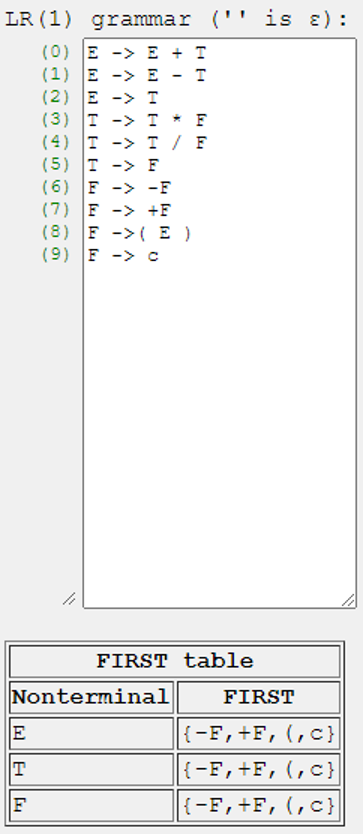 LR(1) grammar ('' is ε):
(0) E -> E + T
(1) E -> E - T
(2) E -> T
(3) T -> T * F
(4) T -> T / F
(5) T -> F
(6) F -> -F
(7) F -> +F
(8) F ->( E )
(9) F -> c
FIRST table
Nonterminal FIRST
E {-F,+F,(,c}
T {-F,+F,(,c}
F {-F,+F,(,c}